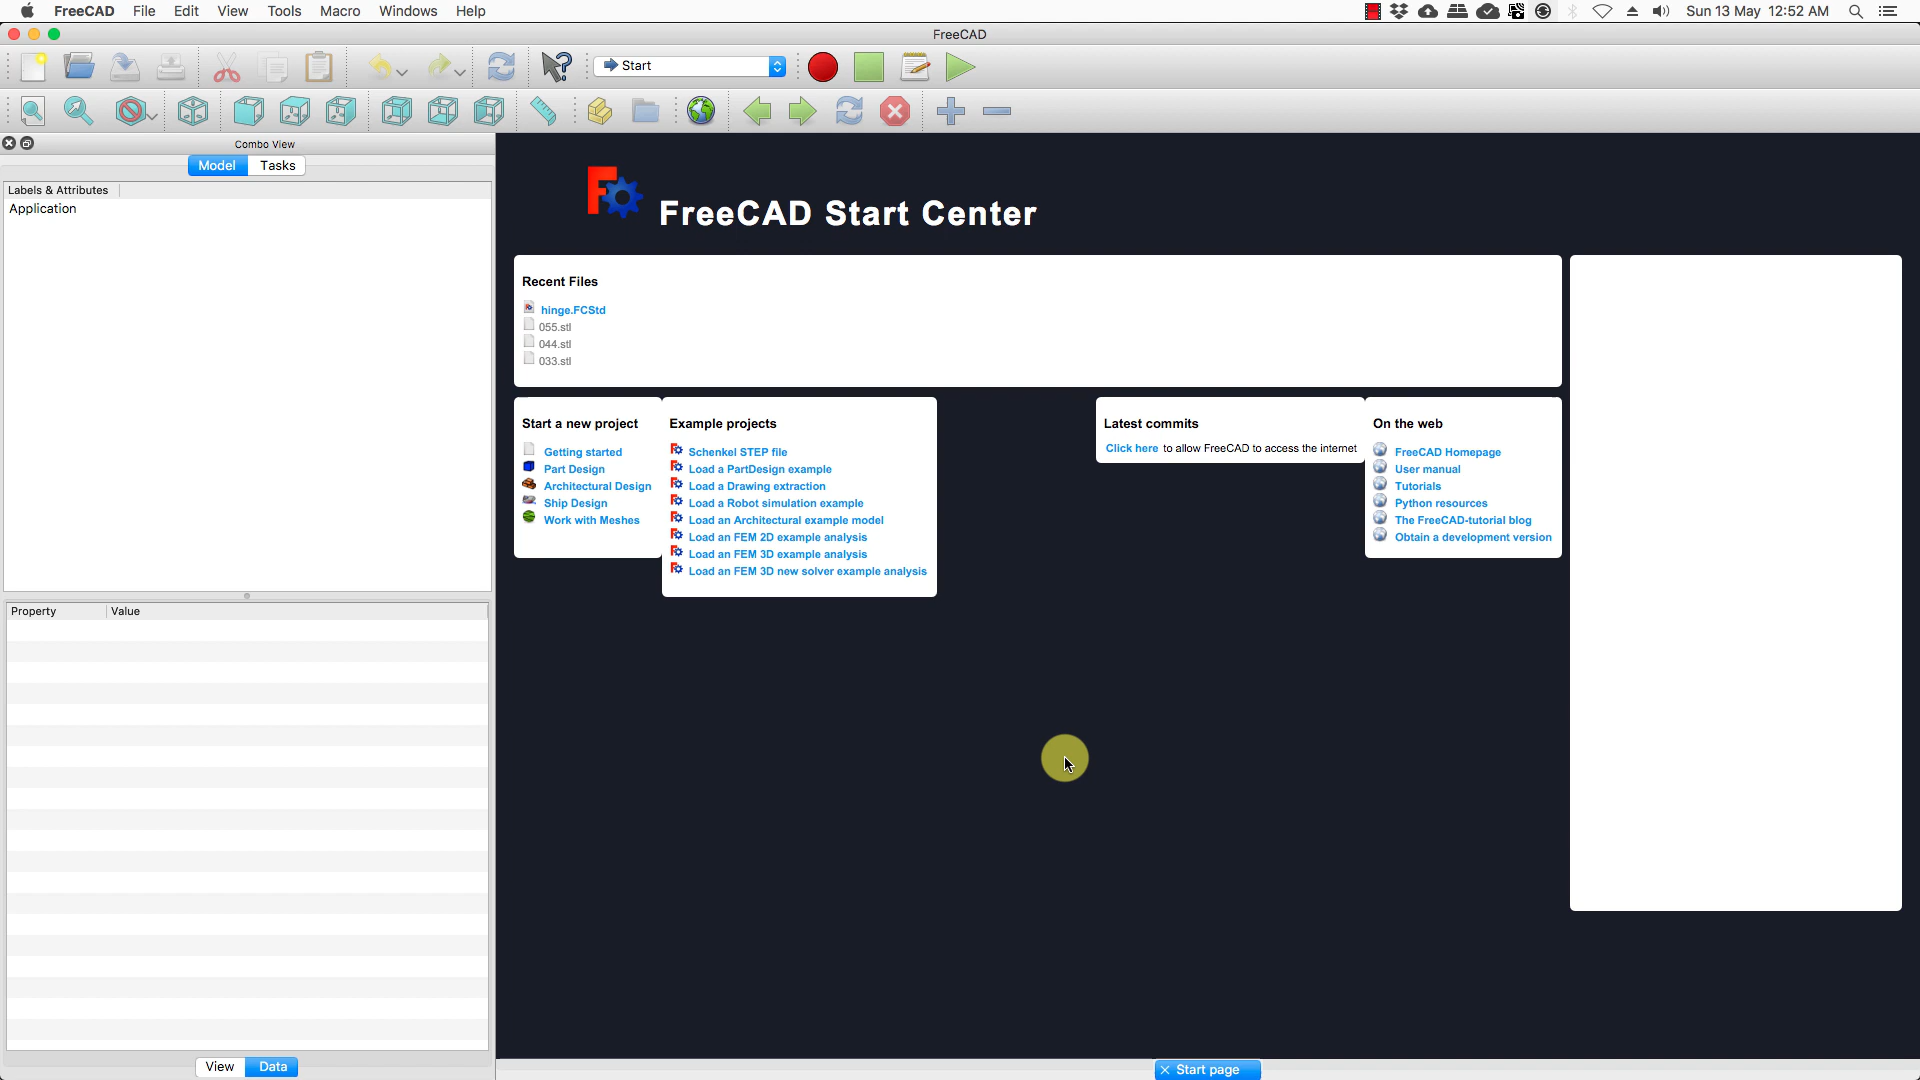 FreeCAD File Edit View Tools Macro Windows Help Sun 13 May 12:52 AM
FreeCAD
Start
Combo View
Model Tasks
Labels & Attributes
Application
Property Value
View Data
FreeCAD Start Center
Recent Files
hinge.FCStd
055.stl
044.stl
033.stl
Start a new project
Getting started
Part Design
Architectural Design
Ship Design
Work with Meshes
Example projects
Schenkel STEP file
Load a PartDesign example
Load a Drawing extraction
Load a Robot simulation example
Load an Architectural example model
Load an FEM 2D example analysis
Load an FEM 3D example analysis
Load an FEM 3D new solver example analysis
Latest commits
Click here to allow FreeCAD to access the internet
On the web
FreeCAD Homepage
User manual
Tutorials
Python resources
The FreeCAD-tutorial blog
Obtain a development version
Start page